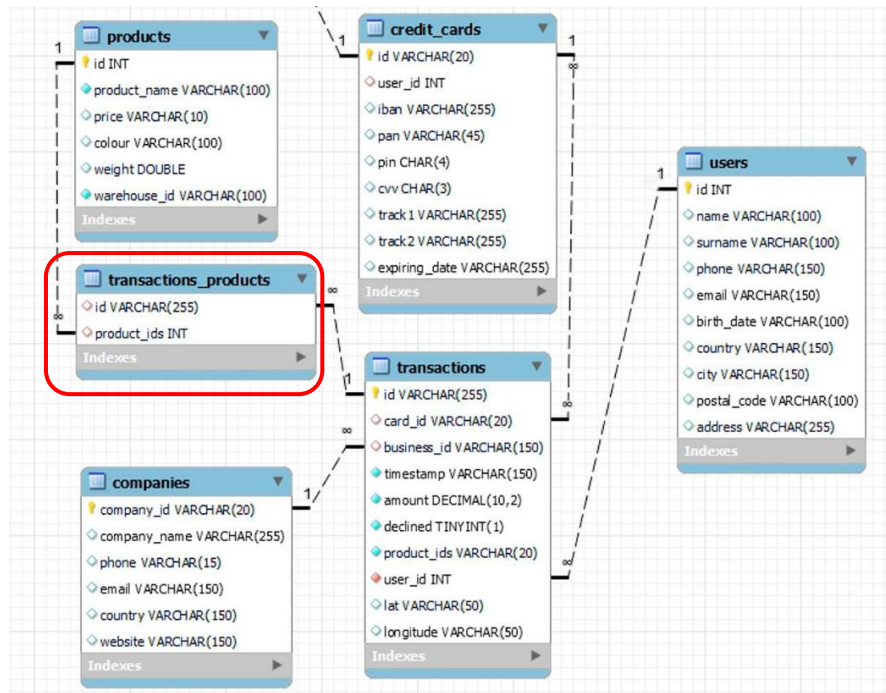 products
id INT
product_name VARCHAR(100)
price VARCHAR(10)
colour VARCHAR(100)
weight DOUBLE
warehouse_id VARCHAR(100)
Indexes
1
transactions_products
id VARCHAR(255)
product_ids INT
Indexes
∞
∞
companies
company_id VARCHAR(20)
company_name VARCHAR(255)
phone VARCHAR(15)
email VARCHAR(150)
country VARCHAR(150)
website VARCHAR(150)
Indexes
1
credit_cards
id VARCHAR(20)
user_id INT
iban VARCHAR(255)
pan VARCHAR(45)
pin CHAR(4)
cvv CHAR(3)
track1 VARCHAR(255)
track2 VARCHAR(255)
expiring_date VARCHAR(255)
Indexes
1
1
∞
transactions
id VARCHAR(255)
card_id VARCHAR(20)
business_id VARCHAR(150)
timestamp VARCHAR(150)
amount DECIMAL(10,2)
declined TINYINT(1)
product_ids VARCHAR(20)
user_id INT
lat VARCHAR(50)
longitude VARCHAR(50)
Indexes
1
∞
∞
∞
users
id INT
name VARCHAR(100)
surname VARCHAR(100)
phone VARCHAR(150)
email VARCHAR(150)
birth_date VARCHAR(100)
country VARCHAR(150)
city VARCHAR(150)
postal_code VARCHAR(100)
address VARCHAR(255)
Indexes
1